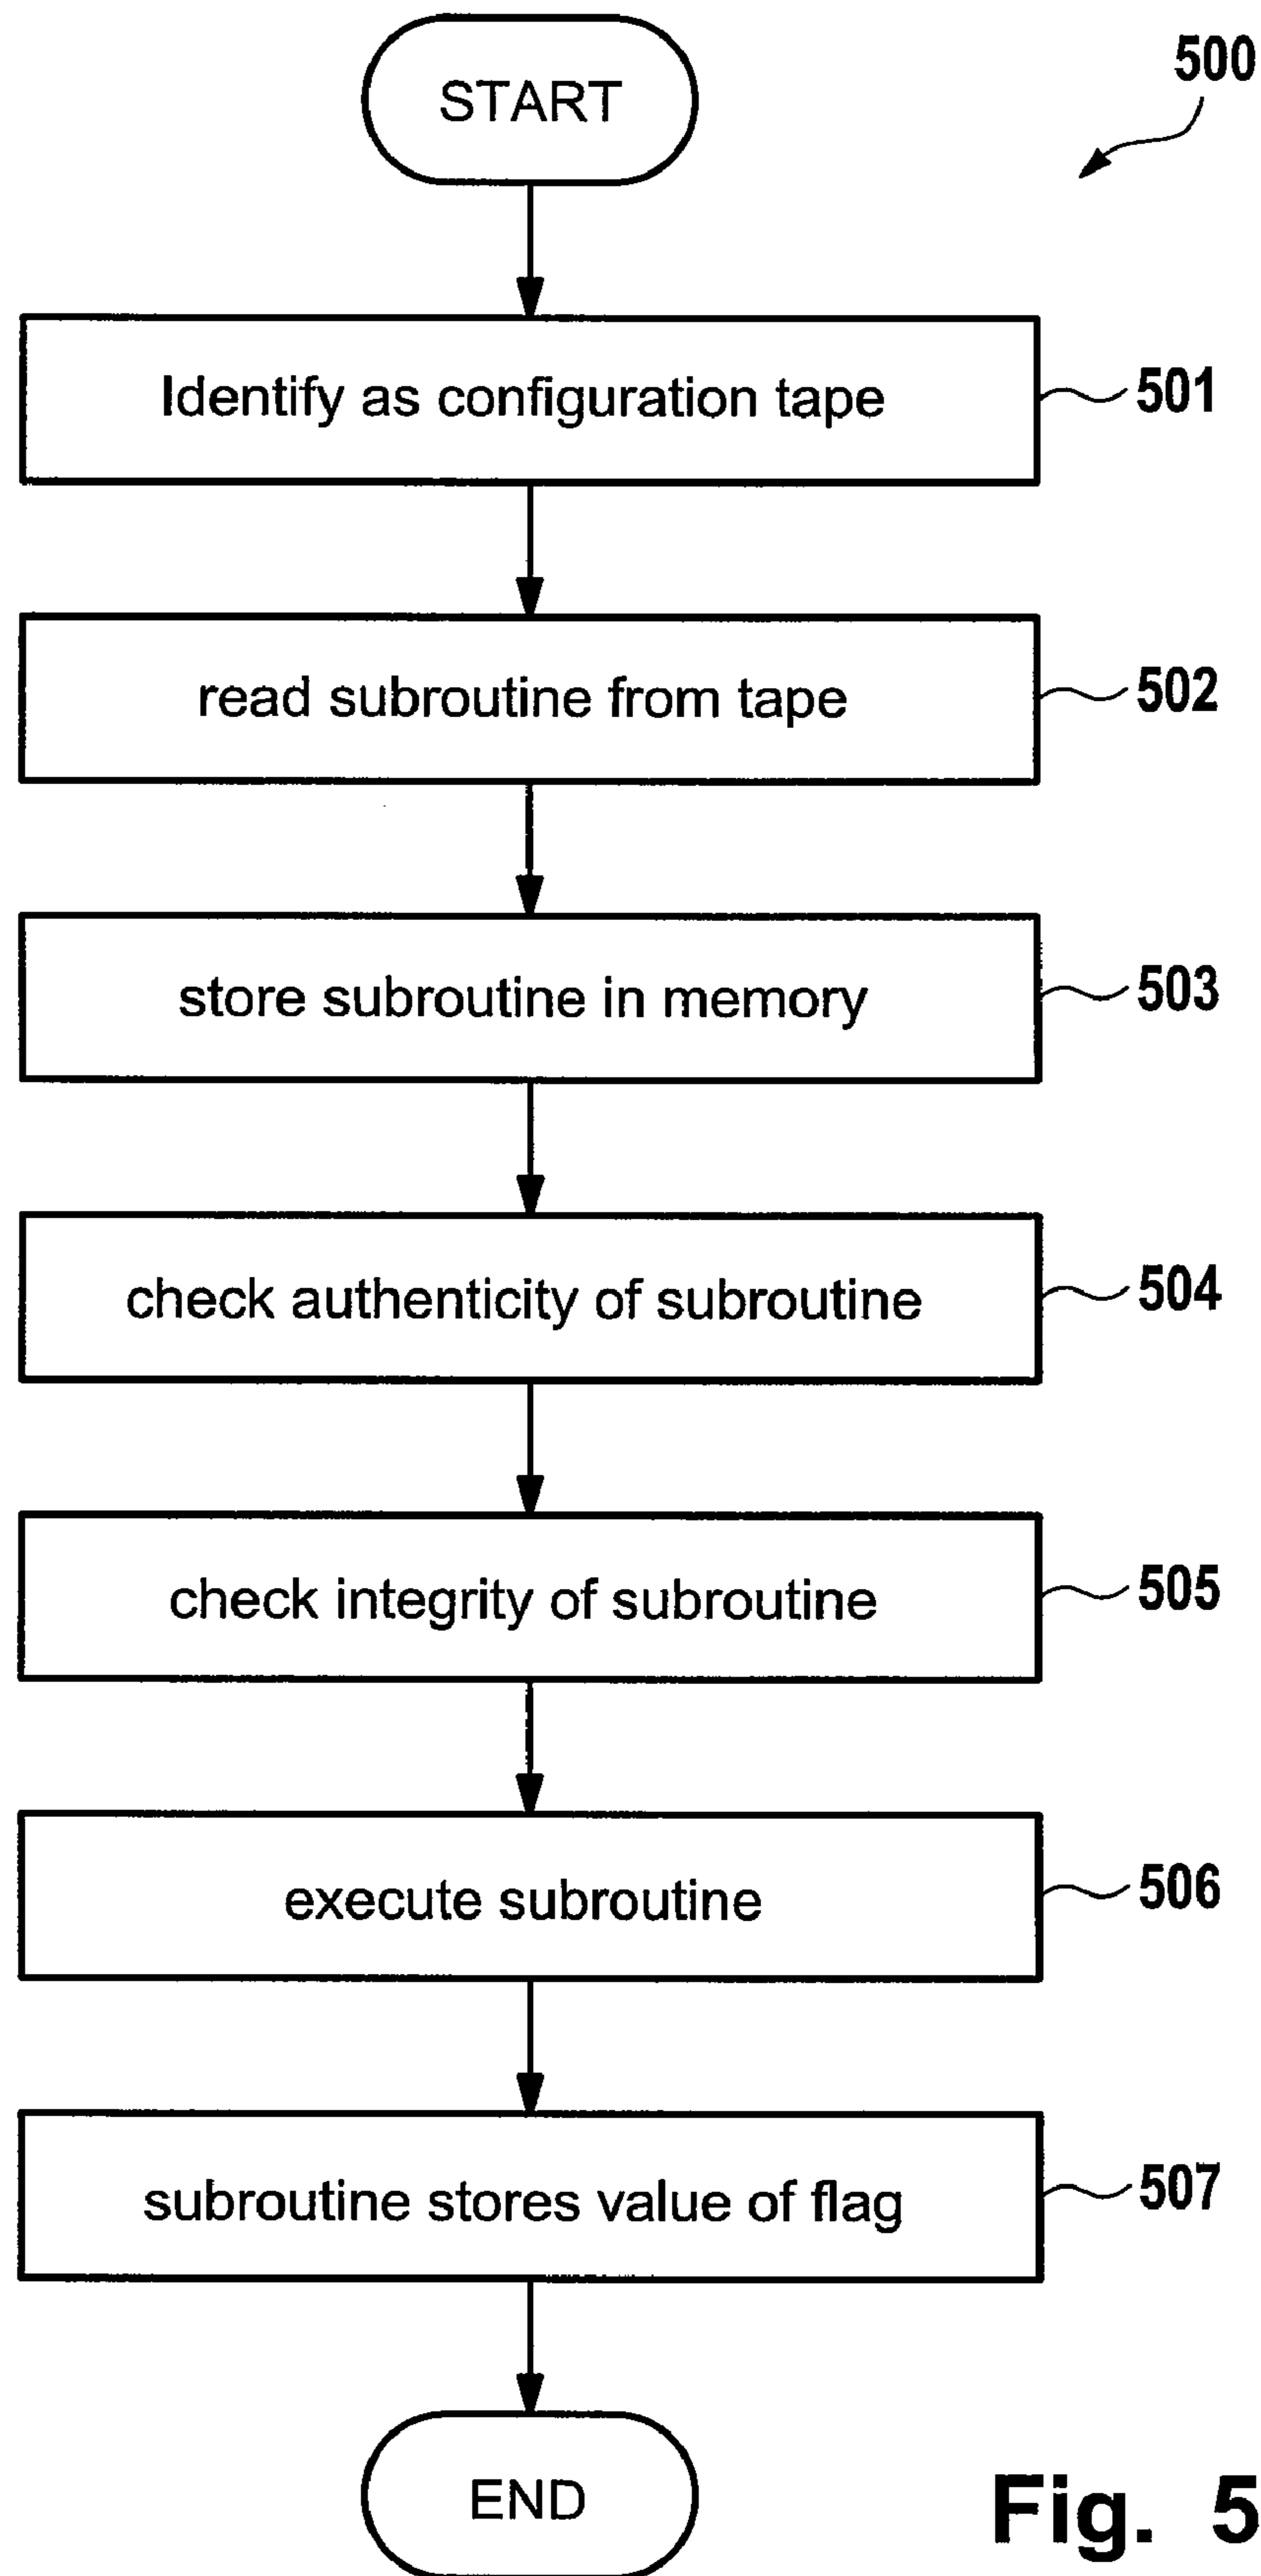 START
500
Identify as configuration tape
501
read subroutine from tape
502
store subroutine in memory
503
check authenticity of subroutine
504
check integrity of subroutine
505
execute subroutine
506
subroutine stores value of flag
507
END
Fig. 5